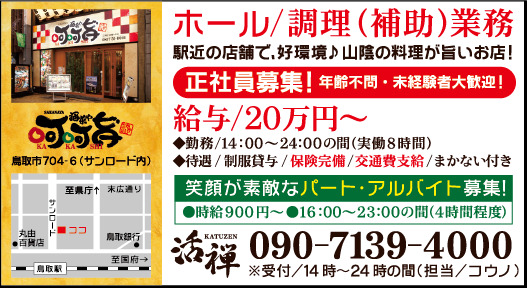 ホール/調理(補助)業務
駅近の店舗で、好環境♪山陰の料理が旨いお店!
正社員募集! 年齢不問・未経験者大歓迎!
給与/20万円〜
◆勤務/14:00〜24:00の間(実働8時間)
◆待遇/制服貸与/保険完備/交通費支給/まかない付き
笑顔が素敵なパート・アルバイト募集!
●時給900円〜●16:00〜23:00の間(4時間程度)
活禅 KATUZEN
090-7139-4000
※受付/14時〜24時の間(担当/コウノ)
KA KA SHI
鳥取市704-6(サンロード内)
至県庁↑
末広通り
サンロード
ココ
丸由
●百貨店
鳥取銀行●
至国府→
鳥取駅